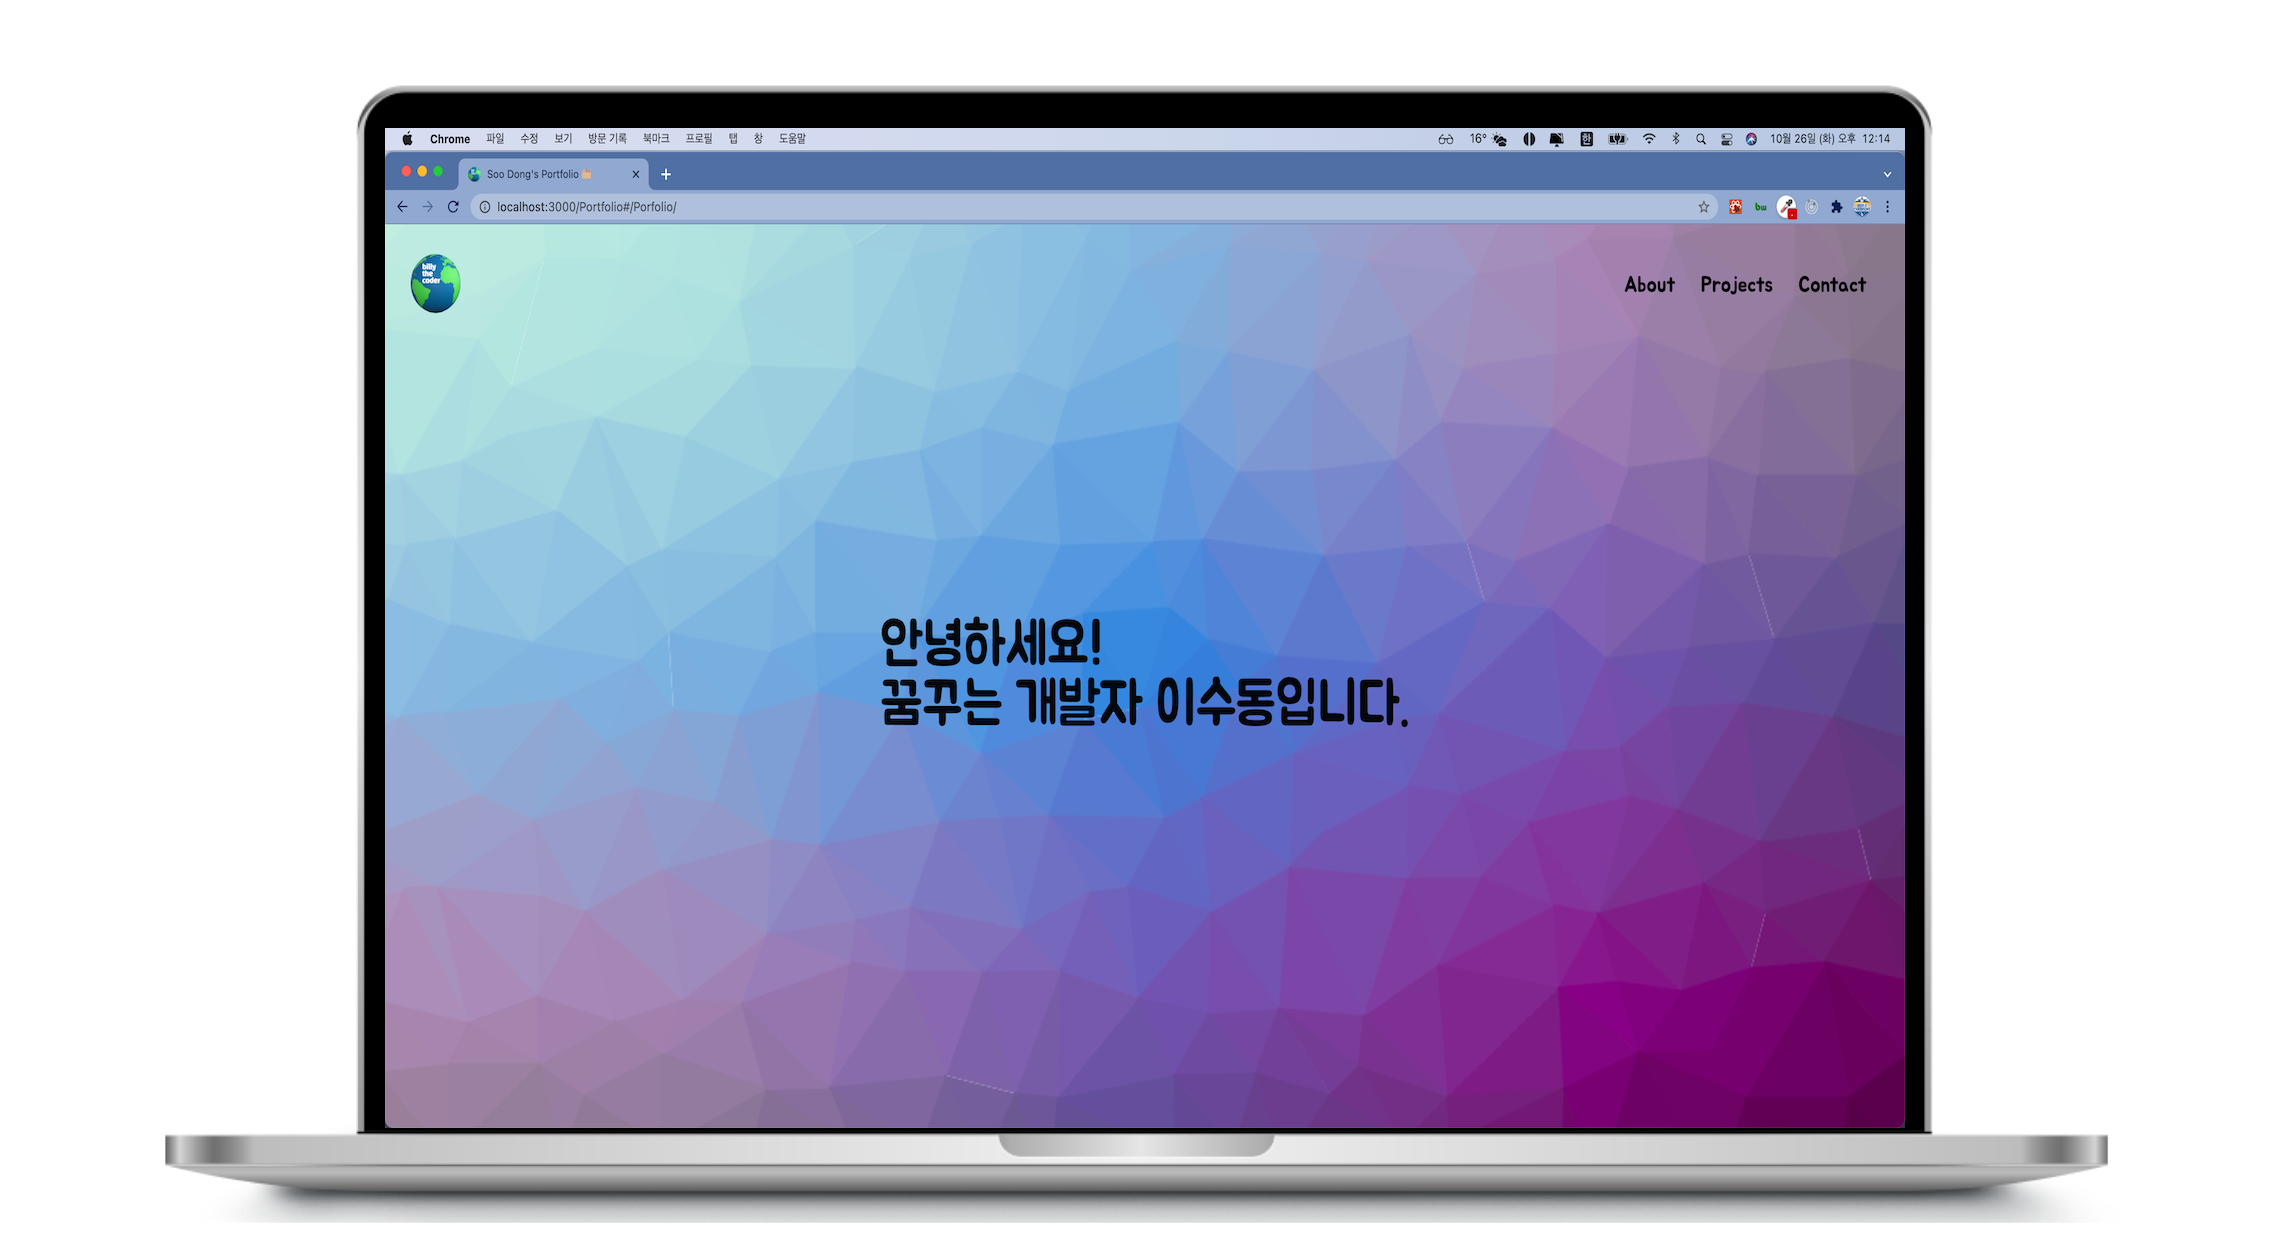 Chrome 파일 수정 보기 방문 기록 북마크 프로필 탭 창 도움말 16° 한 10월 26일 (화) 오후 12:14
Soo Dong's Portfolio
localhost:3000/Portfolio#/Porfolio/
billy
the
coder
About Projects Contact
안녕하세요!
꿈꾸는 개발자 이수동입니다.